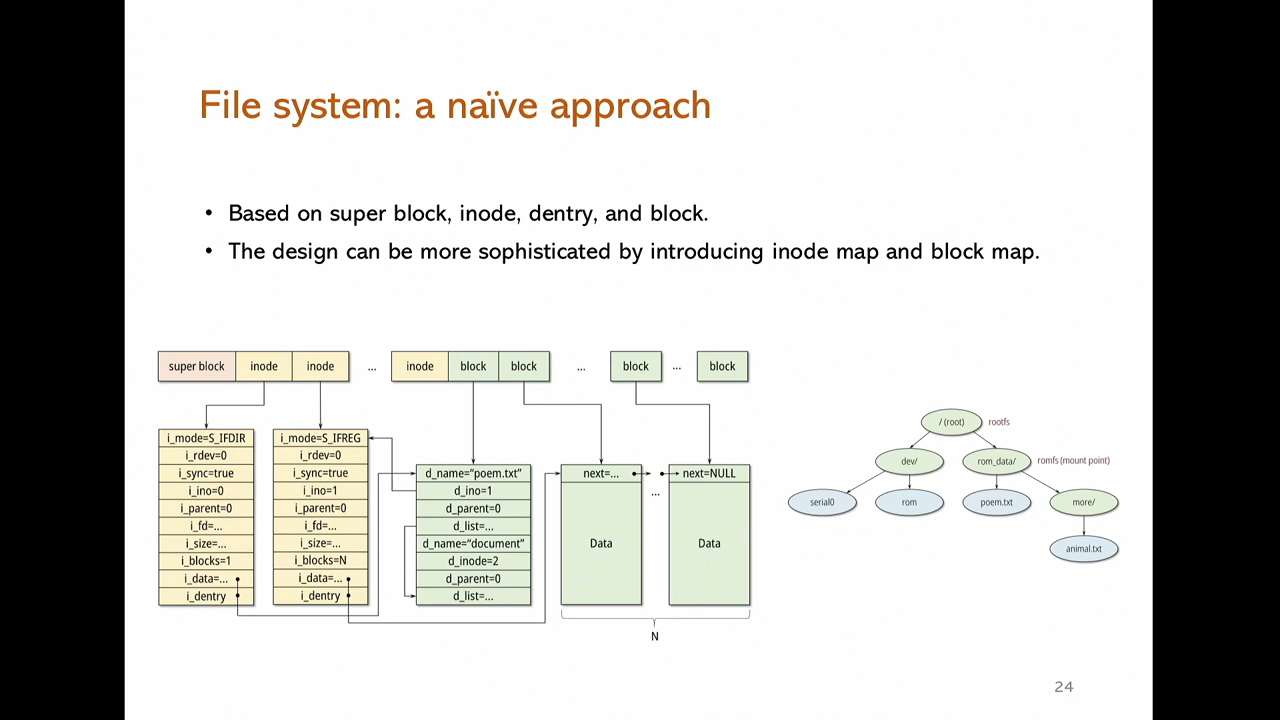 File system: a naïve approach
• Based on super block, inode, dentry, and block.
• The design can be more sophisticated by introducing inode map and block map.
super block inode inode ... inode block block ... block ... block
i_mode=S_IFDIR
i_rdev=0
i_sync=true
i_ino=0
i_parent=0
i_fd=...
i_size=...
i_blocks=1
i_data=...
i_dentry
i_mode=S_IFREG
i_rdev=0
i_sync=true
i_ino=1
i_parent=0
i_fd=...
i_size=...
i_blocks=N
i_data=...
i_dentry
d_name="poem.txt"
d_ino=1
d_parent=0
d_list=...
d_name="document"
d_inode=2
d_parent=0
d_list=...
next=...
Data
...
next=NULL
Data
N
/ (root) rootfs
dev/ rom_data/ romfs (mount point)
serial0 rom poem.txt more/
animal.txt
24